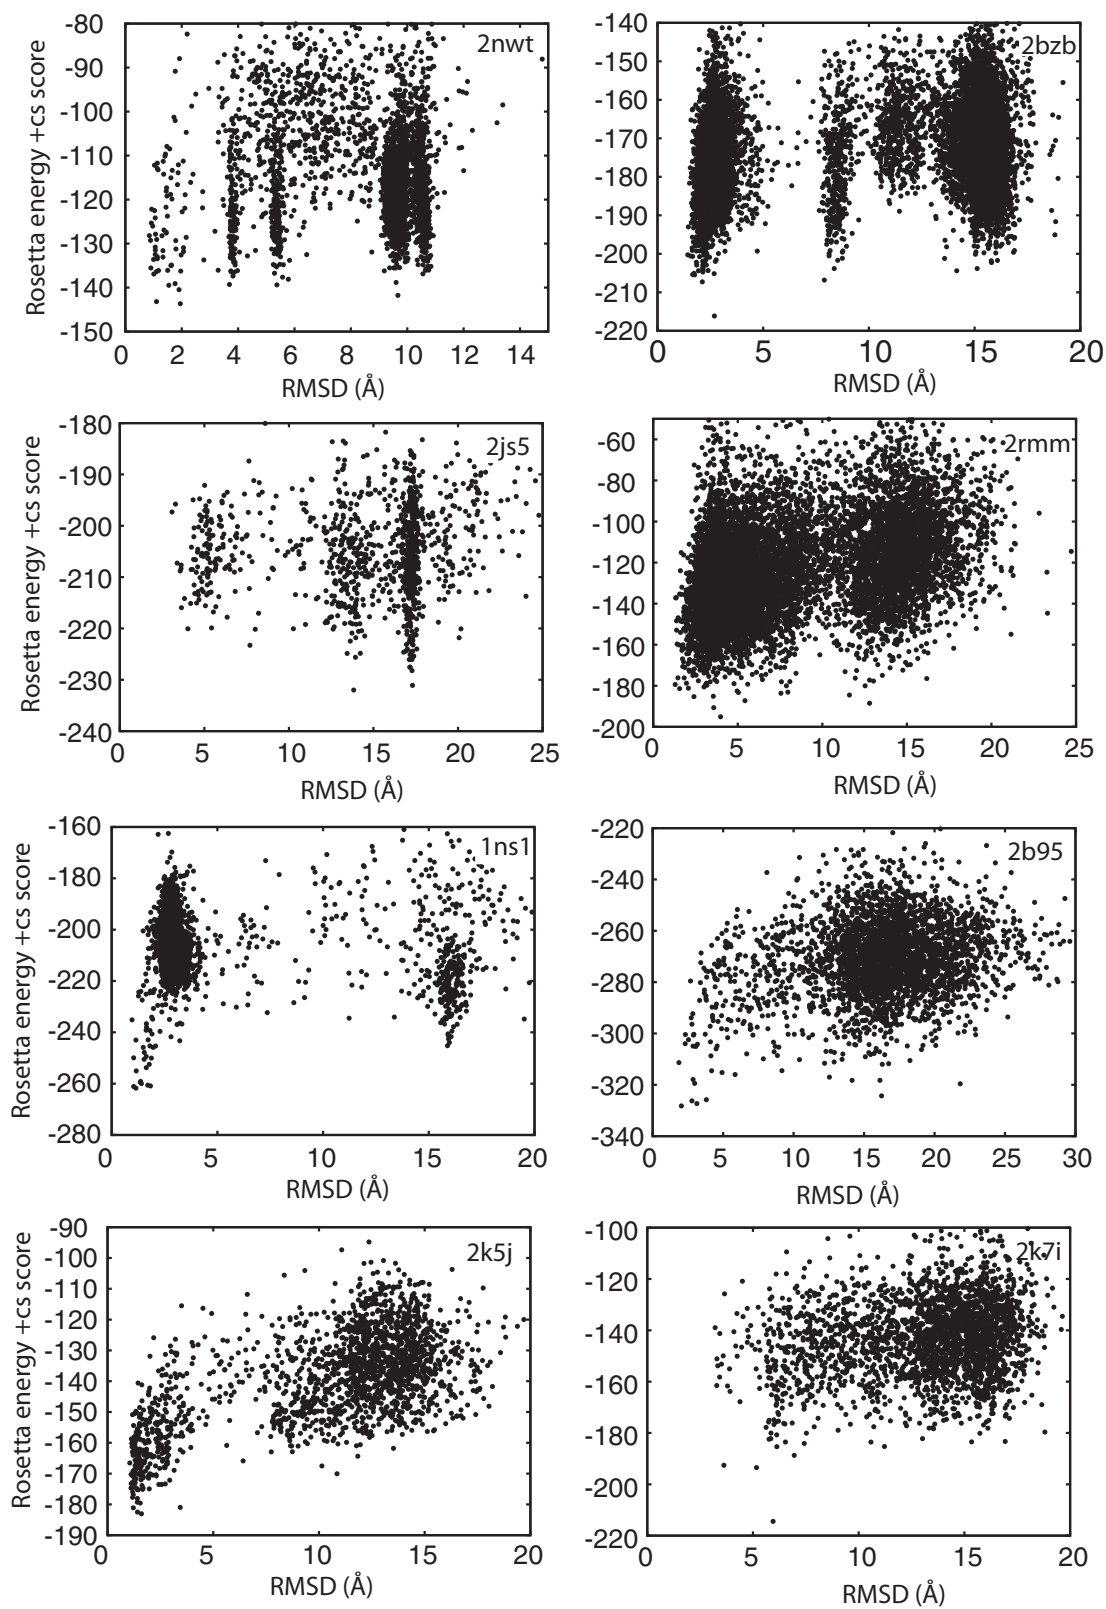 2nwt
Rosetta energy +cs score
-80
-90
-100
-110
-120
-130
-140
-150
0 2 4 6 8 10 12 14
RMSD (Å)
2bzb
-140
-150
-160
-170
-180
-190
-200
-210
-220
0 5 10 15 20
RMSD (Å)
2js5
Rosetta energy +cs score
-180
-190
-200
-210
-220
-230
-240
0 5 10 15 20 25
RMSD (Å)
2rmm
-60
-80
-100
-120
-140
-160
-180
-200
0 5 10 15 20 25
RMSD (Å)
1ns1
Rosetta energy +cs score
-160
-180
-200
-220
-240
-260
-280
0 5 10 15 20
RMSD (Å)
2b95
-220
-240
-260
-280
-300
-320
-340
0 5 10 15 20 25 30
RMSD (Å)
2k5j
Rosetta energy +cs score
-90
-100
-110
-120
-130
-140
-150
-160
-170
-180
-190
0 5 10 15 20
RMSD (Å)
2k7i
-100
-120
-140
-160
-180
-200
-220
0 5 10 15 20
RMSD (Å)